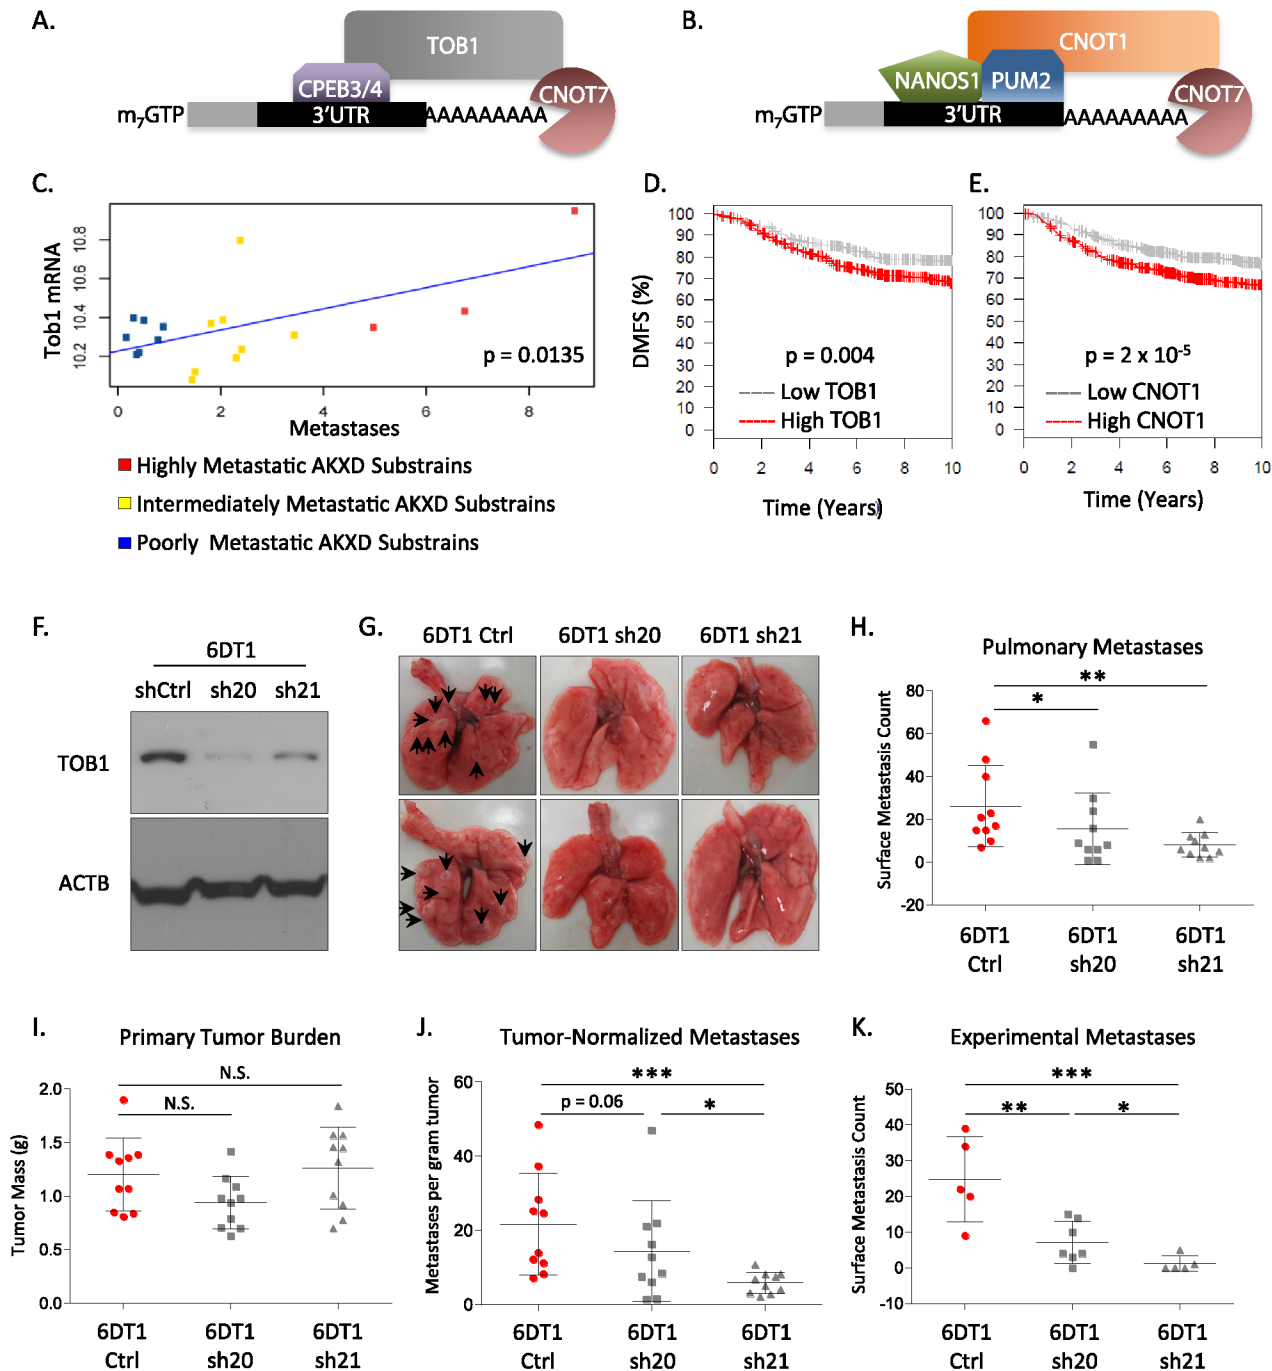 A.
TOB1
CPEB3/4
CNOT7
m7GTP
3'UTR
AAAAAAAAA
B.
CNOT1
NANOS1
PUM2
CNOT7
m7GTP
3'UTR
AAAAAAAAA
C.
Tob1 mRNA
10.8
10.6
10.4
10.2
p = 0.0135
0 2 4 6 8
Metastases
Highly Metastatic AKXD Substrains
Intermediately Metastatic AKXD Substrains
Poorly Metastatic AKXD Substrains
D.
DMFS (%)
100
90
80
70
60
50
40
30
20
10
0
p = 0.004
Low TOB1
High TOB1
0 2 4 6 8 10
Time (Years)
E.
100
90
80
70
60
50
40
30
20
10
0
p = 2 x 10-5
Low CNOT1
High CNOT1
0 2 4 6 8 10
Time (Years)
F.
6DT1
shCtrl sh20 sh21
TOB1
ACTB
G.
6DT1 Ctrl 6DT1 sh20 6DT1 sh21
H.
Pulmonary Metastases
Surface Metastasis Count
80
60
40
20
0
-20
**
*
6DT1 Ctrl
6DT1 sh20
6DT1 sh21
I.
Primary Tumor Burden
Tumor Mass (g)
2.0
1.5
1.0
0.5
0.0
N.S.
N.S.
6DT1 Ctrl
6DT1 sh20
6DT1 sh21
J.
Tumor-Normalized Metastases
Metastases per gram tumor
60
40
20
0
***
p = 0.06
*
6DT1 Ctrl
6DT1 sh20
6DT1 sh21
K.
Experimental Metastases
Surface Metastasis Count
50
40
30
20
10
0
-10
***
**
*
6DT1 Ctrl
6DT1 sh20
6DT1 sh21